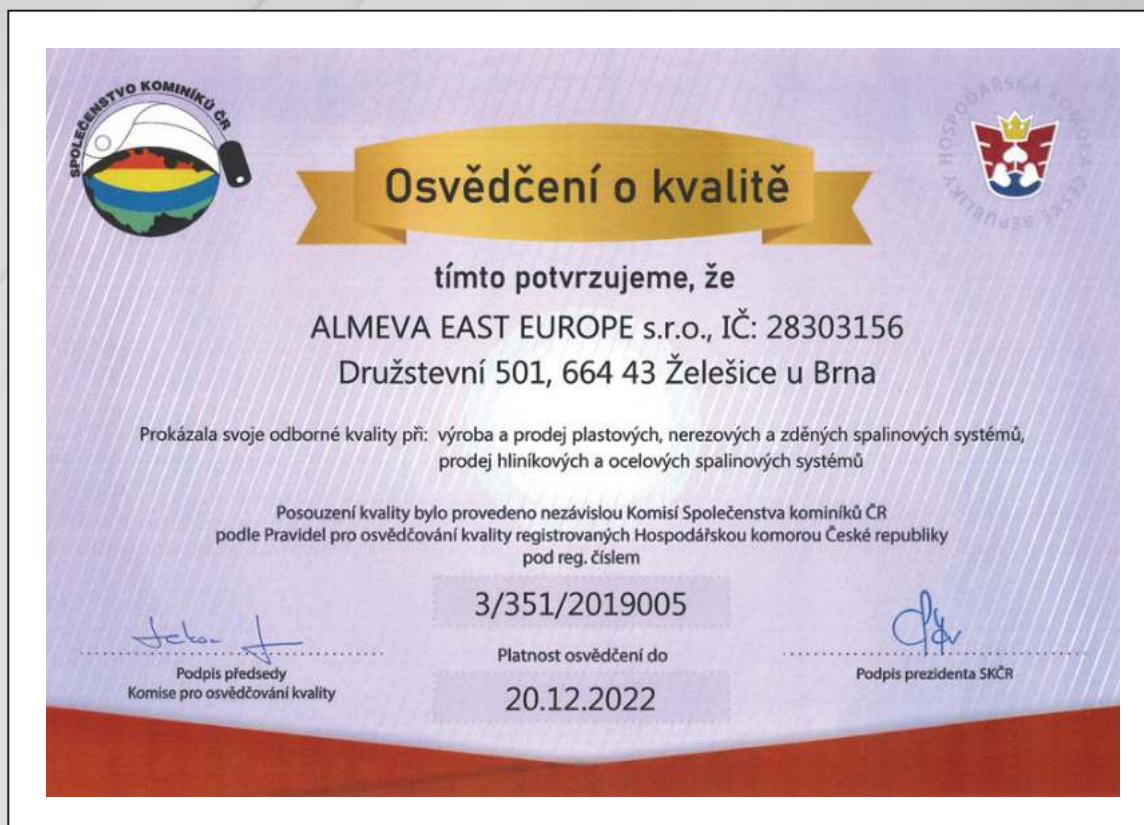 SPOLEČENSTVO KOMINÍKŮ ČR
HOSPODÁŘSKÁ KOMORA ČESKÉ REPUBLIKY
Osvědčení o kvalitě
tímto potvrzujeme, že
ALMEVA EAST EUROPE s.r.o., IČ: 28303156
Družstevní 501, 664 43 Želešice u Brna
Prokázala svoje odborné kvality při: výroba a prodej plastových, nerezových a zděných spalinových systémů,
prodej hliníkových a ocelových spalinových systémů
Posouzení kvality bylo provedeno nezávislou Komisí Společenstva kominíků ČR
podle Pravidel pro osvědčování kvality registrovaných Hospodářskou komorou České republiky
pod reg. číslem
3/351/2019005
Podpis předsedy
Komise pro osvědčování kvality
Platnost osvědčení do
20.12.2022
Podpis prezidenta SKČR